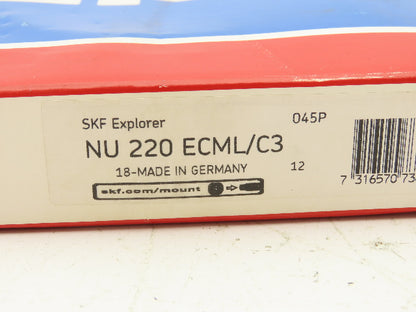 SKF Explorer 045P
NU 220 ECML/C3
18-MADE IN GERMANY 12
skf.com/mount
7 316570 73